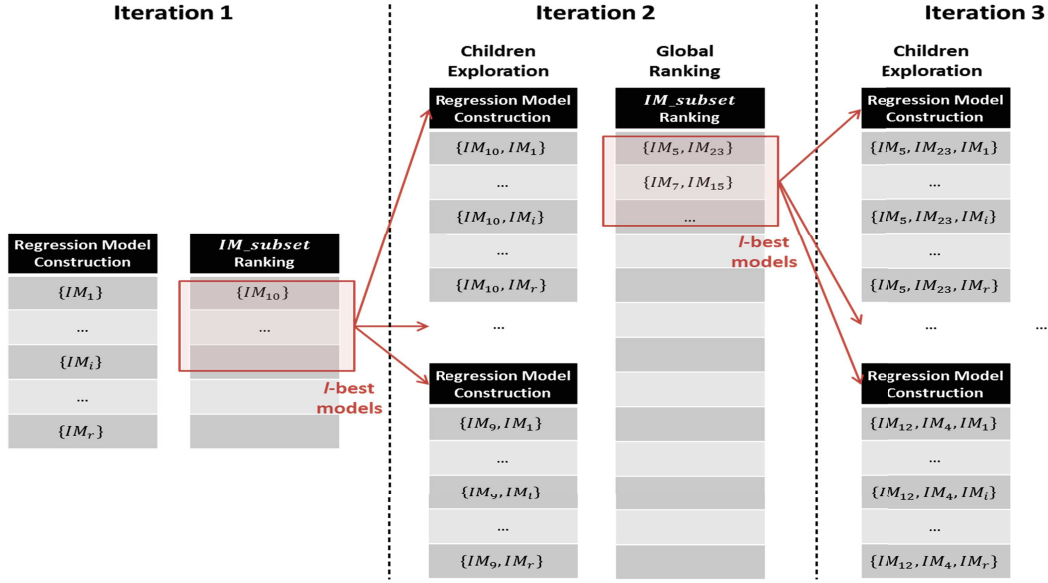 Iteration 1
Regression Model
Construction
{IM₁}
...
{IMᵢ}
...
{IMᵣ}
IM_subset
Ranking
{IM₁₀}
...
l-best
models
Iteration 2
Children
Exploration
Regression Model
Construction
{IM₁₀, IM₁}
...
{IM₁₀, IMᵢ}
...
{IM₁₀, IMᵣ}
...
Regression Model
Construction
{IM₉, IM₁}
...
{IM₉, IMᵢ}
...
{IM₉, IMᵣ}
Global
Ranking
IM_subset
Ranking
{IM₅, IM₂₃}
{IM₇, IM₁₅}
...
l-best
models
Iteration 3
Children
Exploration
Regression Model
Construction
{IM₅, IM₂₃, IM₁}
...
{IM₅, IM₂₃, IMᵢ}
...
{IM₅, IM₂₃, IMᵣ}
... ...
Regression Model
Construction
{IM₁₂, IM₄, IM₁}
...
{IM₁₂, IM₄, IMᵢ}
...
{IM₁₂, IM₄, IMᵣ}